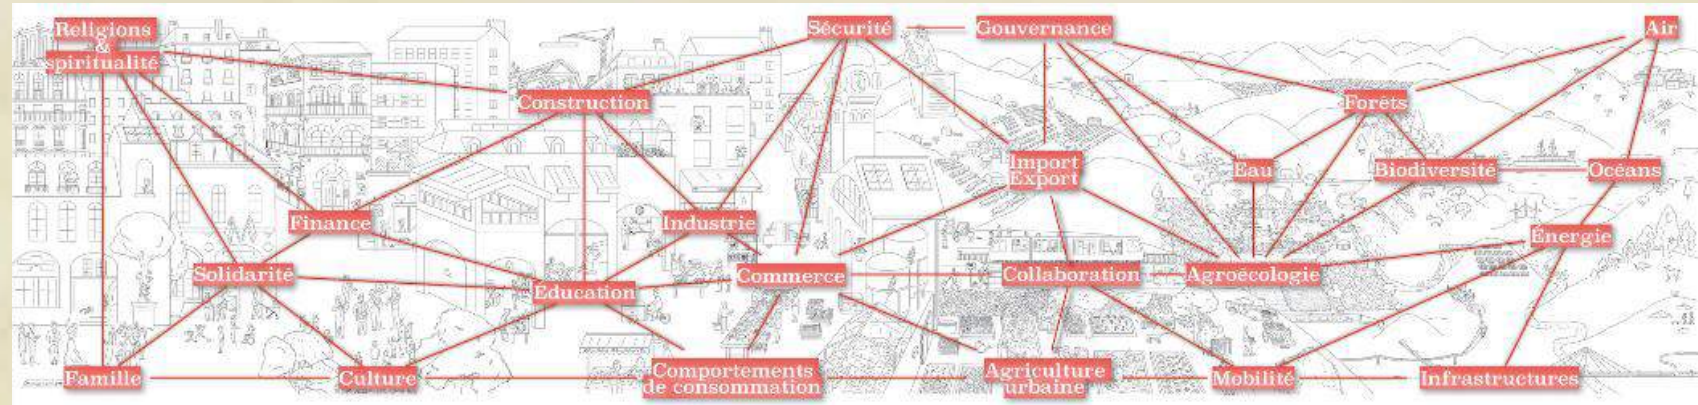 Religions
&
spiritualité
Sécurité
Gouvernance
Air
Construction
Forêts
Import
Export
Eau
Biodiversité
Océans
Finance
Industrie
Énergie
Solidarité
Éducation
Commerce
Collaboration
Agroécologie
Famille
Culture
Comportements
de consommation
Agriculture
urbaine
Mobilité
Infrastructures